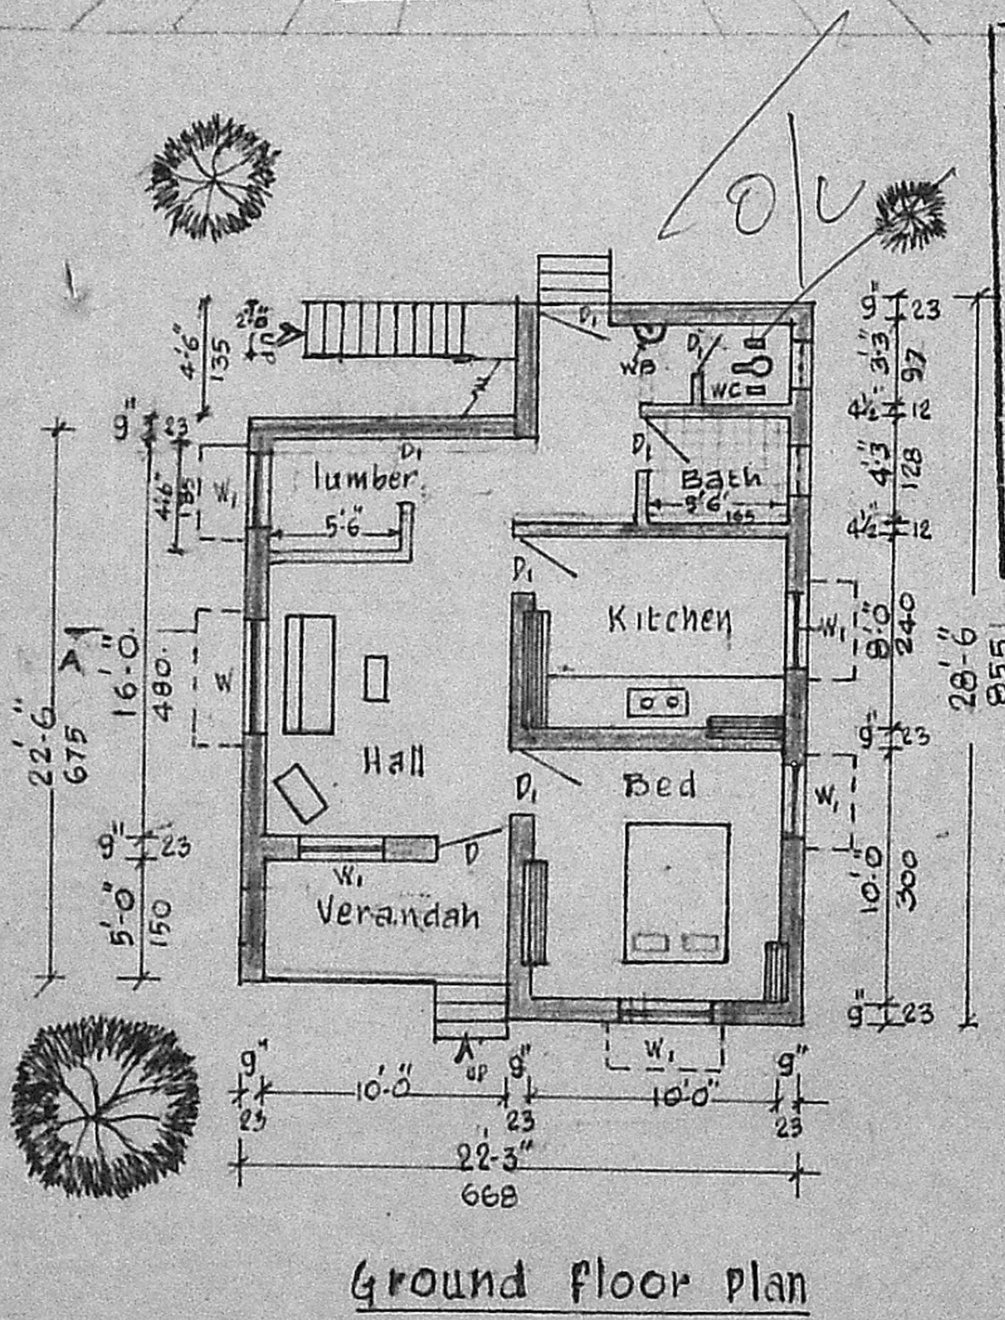 O/U
9" 23
3'-3" 97
4½" 12
4'-3 128
4½" 12
8'-0 240
9" 23
10'-0 300
9" 23
28'-6" 855
4'-6" 135
UP
9" 23
4'-6" 135
16'-0" 480
9" 23
5'-0" 150
22'-6" 675
A
D1
WB
D1
WC
D1
lumber
5'-6"
D1
Bath
165
W1
D1
Kitchen
W1
W
Hall
D1
Bed
W1
D
W1
Verandah
A'
UP
W1
9" 10'-0" 9" 10'-0" 9"
23 23 23
22'-3"
668
Ground floor plan